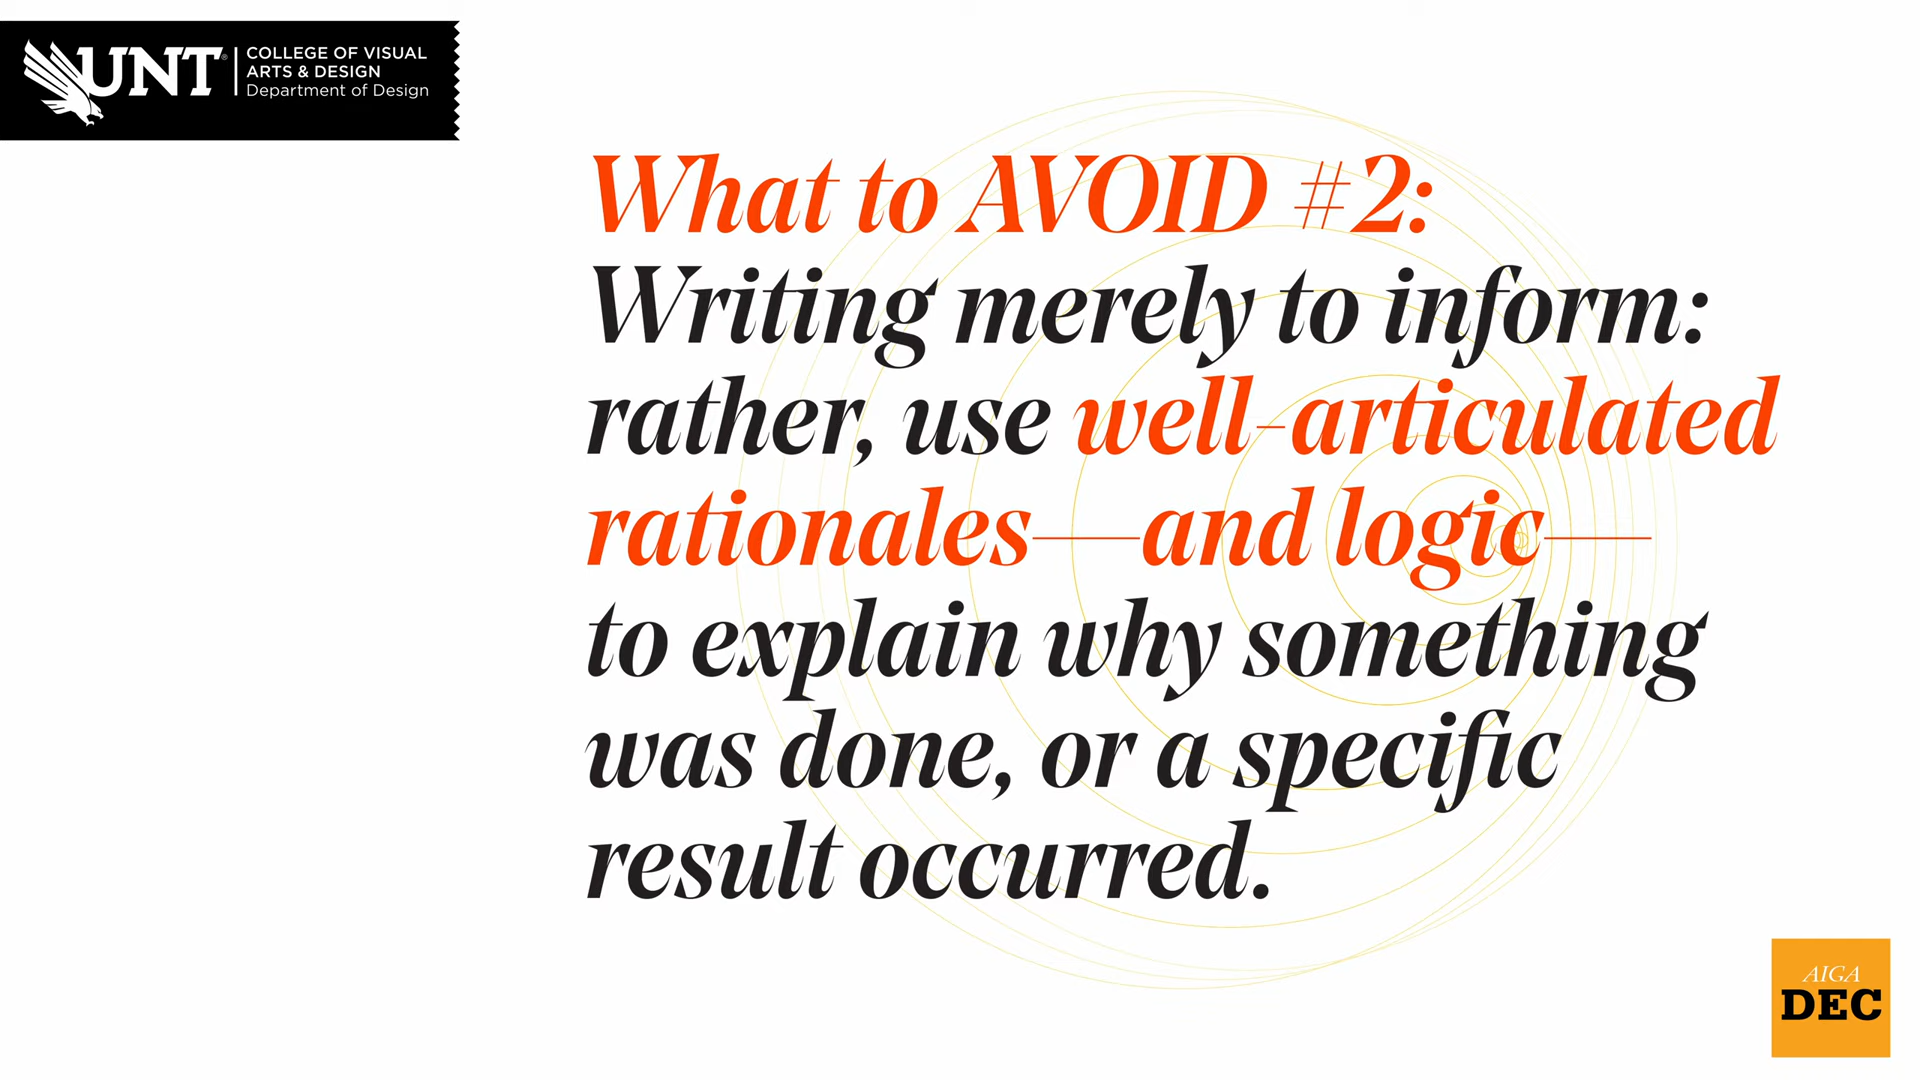 UNT® COLLEGE OF VISUAL
ARTS & DESIGN
Department of Design
What to AVOID #2:
Writing merely to inform:
rather, use well-articulated
rationales—and logic—
to explain why something
was done, or a specific
result occurred.
AIGA
DEC